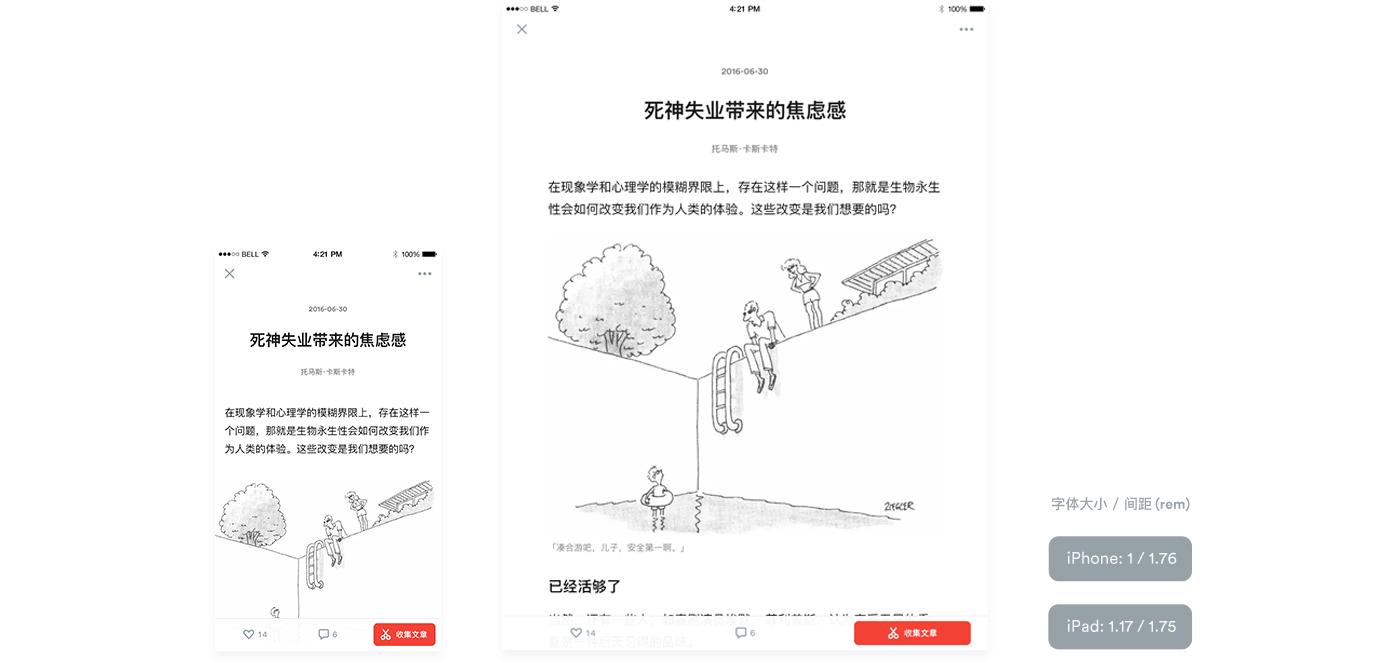 BELL 4:21 PM 100%
2016-06-30
死神失业带来的焦虑感
托马斯·卡斯卡特
在现象学和心理学的模糊界限上，存在这样一
个问题，那就是生物永生性会如何改变我们作
为人类的体验。这些改变是我们想要的吗？
14 6 收集文章
BELL 4:21 PM 100%
2016-06-30
死神失业带来的焦虑感
托马斯·卡斯卡特
在现象学和心理学的模糊界限上，存在这样一个问题，那就是生物永生
性会如何改变我们作为人类的体验。这些改变是我们想要的吗？
ZIEGLER
「凑合游吧，儿子，安全第一啊。」
已经活够了
14 6 收集文章
字体大小 / 间距 (rem)
iPhone: 1 / 1.76
iPad: 1.17 / 1.75